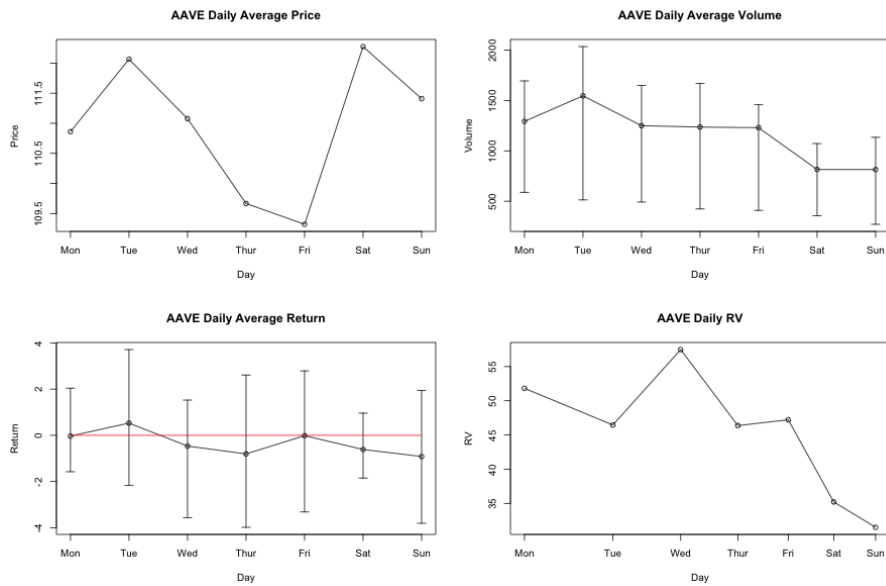 AAVE Daily Average Price
Price
109.5
110.5
111.5
Mon Tue Wed Thur Fri Sat Sun
Day
AAVE Daily Average Volume
Volume
500
1000
1500
2000
Mon Tue Wed Thur Fri Sat Sun
Day
AAVE Daily Average Return
Return
-4
-2
0
2
4
Mon Tue Wed Thur Fri Sat Sun
Day
AAVE Daily RV
RV
35
40
45
50
55
Mon Tue Wed Thur Fri Sat Sun
Day